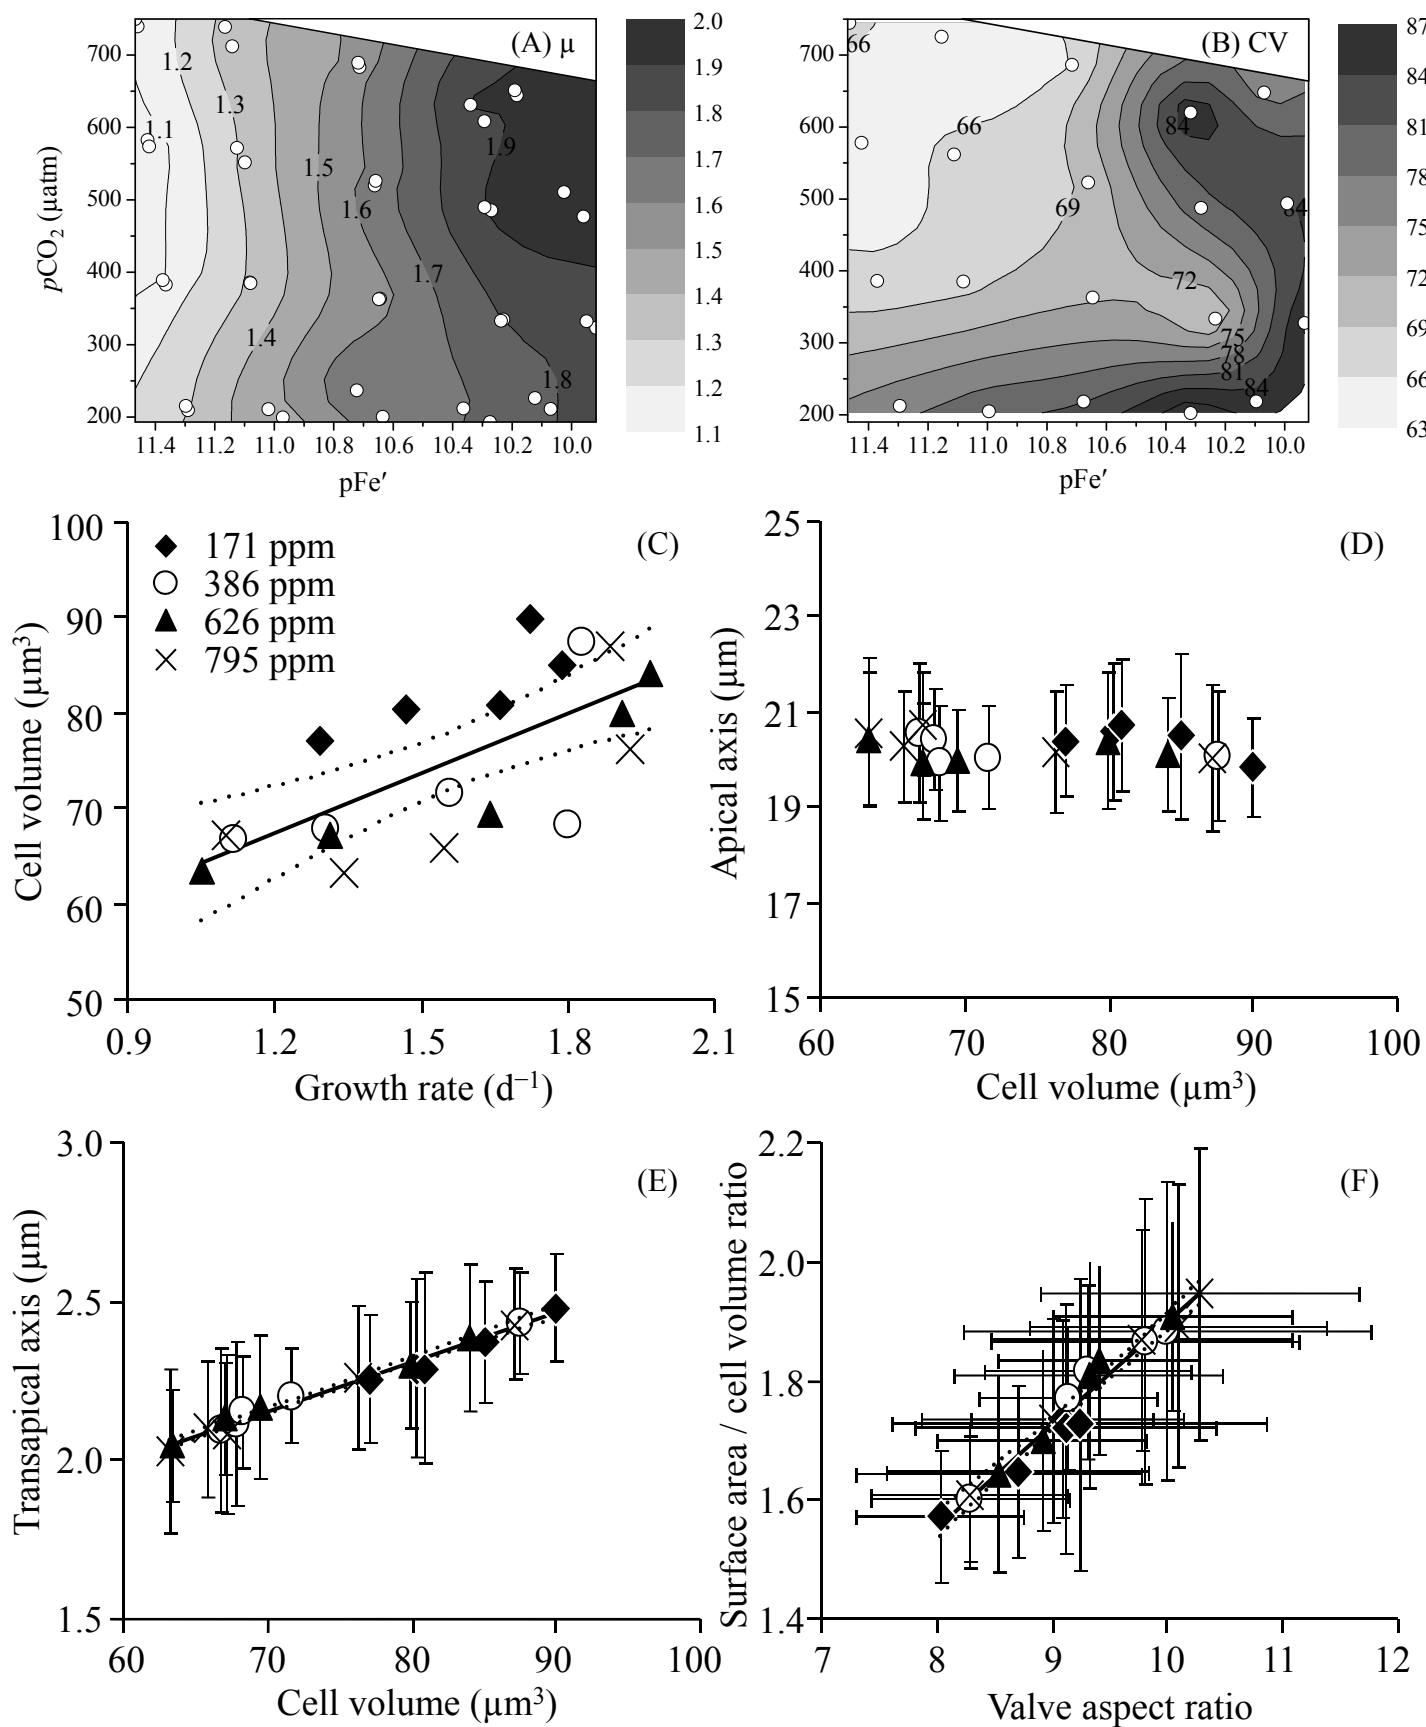 (A) μ
700
600
500
400
300
200
pCO2 (μatm)
1.2
1.3
1.1
1.5
1.6
1.9
1.7
1.4
1.8
11.4 11.2 11.0 10.8 10.6 10.4 10.2 10.0
pFe′
2.0
1.9
1.8
1.7
1.6
1.5
1.4
1.3
1.2
1.1
(B) CV
700
600
500
400
300
200
66
66
84
69
84
72
75
78
81
84
11.4 11.2 11.0 10.8 10.6 10.4 10.2 10.0
pFe′
87
84
81
78
75
72
69
66
63
(C)
171 ppm
386 ppm
626 ppm
795 ppm
100
90
80
70
60
50
Cell volume (μm3)
0.9 1.2 1.5 1.8 2.1
Growth rate (d−1)
(D)
25
23
21
19
17
15
Apical axis (μm)
60 70 80 90 100
Cell volume (μm3)
(E)
3.0
2.5
2.0
1.5
Transapical axis (μm)
60 70 80 90 100
Cell volume (μm3)
(F)
2.2
2.0
1.8
1.6
1.4
Surface area / cell volume ratio
7 8 9 10 11 12
Valve aspect ratio